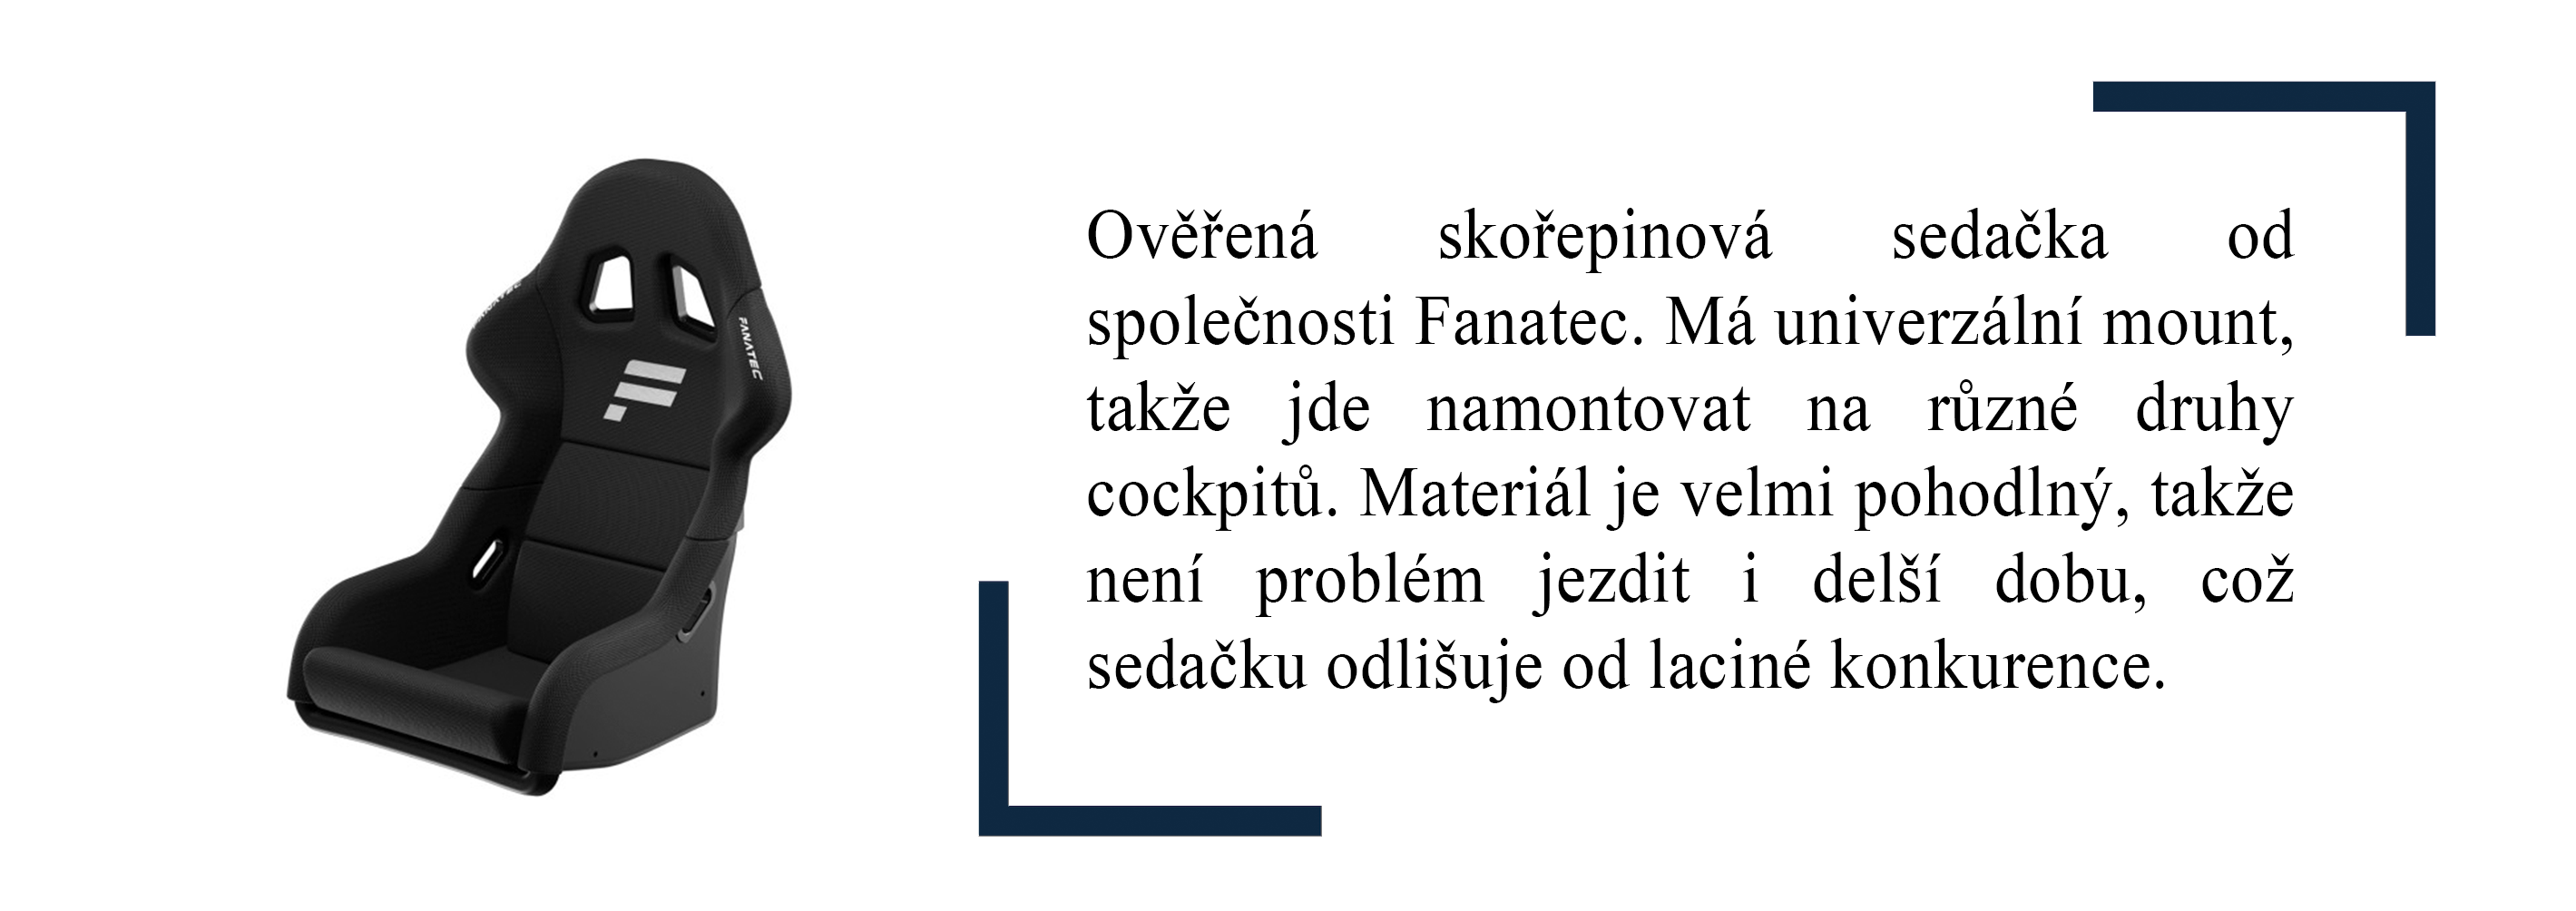 FANATEC
FANATEC
Ověřená skořepinová sedačka od
společnosti Fanatec. Má univerzální mount,
takže jde namontovat na různé druhy
cockpitů. Materiál je velmi pohodlný, takže
není problém jezdit i delší dobu, což
sedačku odlišuje od laciné konkurence.